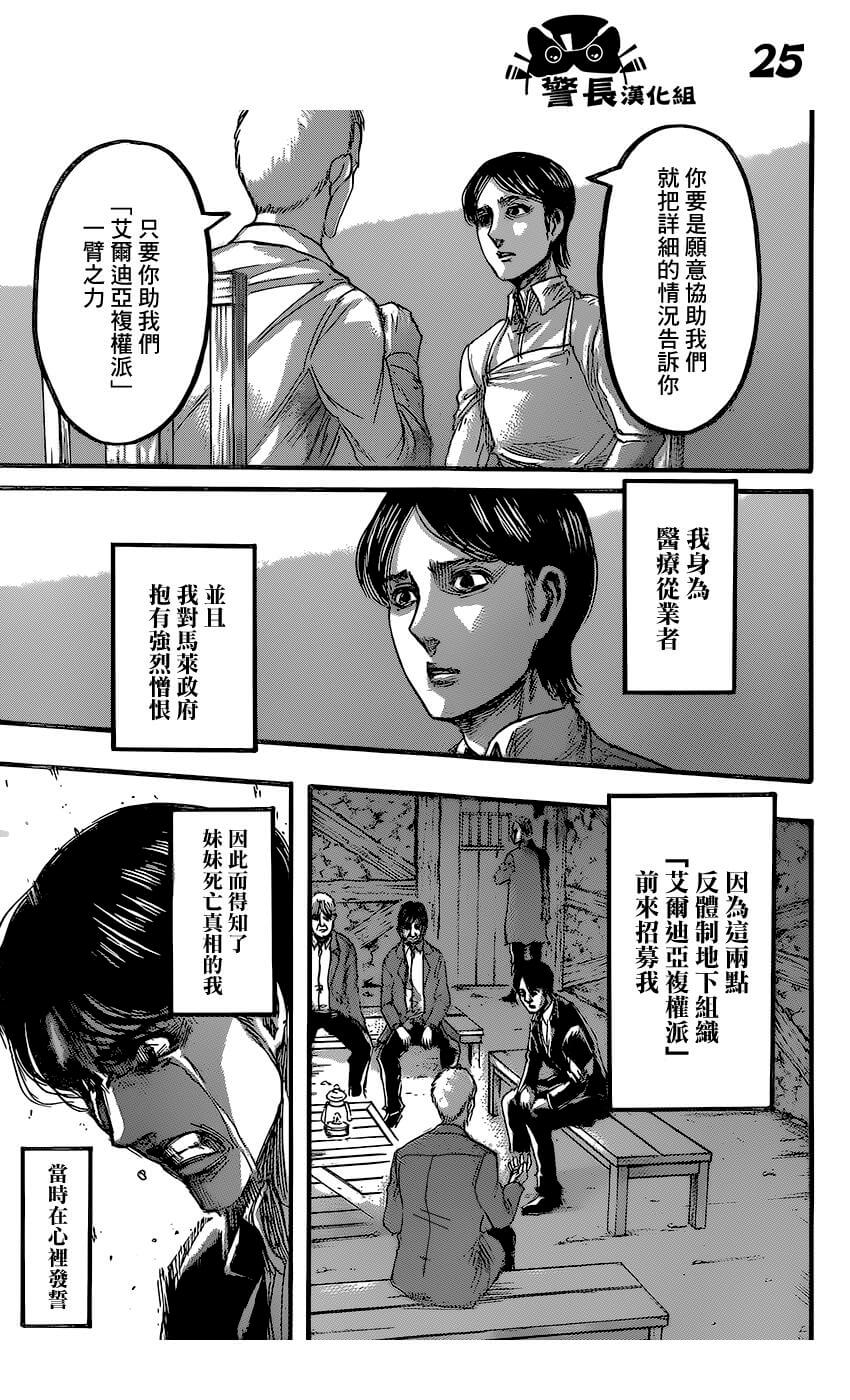 警長漢化組
25
你要是願意協助我們
就把詳細的情況告訴你
只要你助我們
「艾爾迪亞複權派」
一臂之力
我身為
醫療從業者
並且
我對馬萊政府
抱有強烈憎恨
因為這兩點
反體制地下組織
「艾爾迪亞複權派」
前來招募我
因此而得知了
妹妹死亡真相的我
當時在心裡發誓